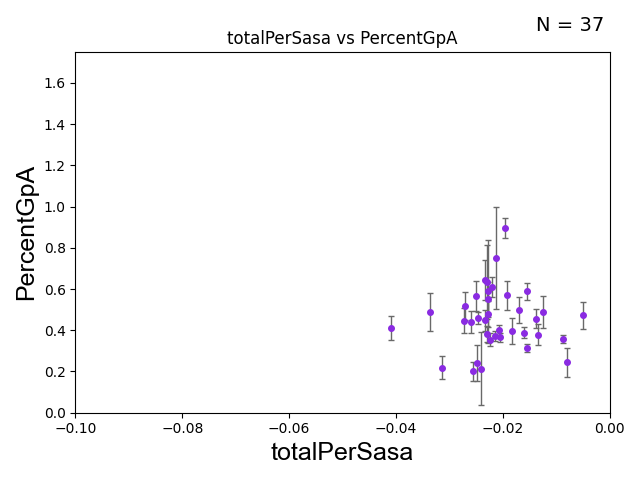 N = 37
totalPerSasa vs PercentGpA
PercentGpA
1.6
1.4
1.2
1.0
0.8
0.6
0.4
0.2
0.0
−0.10 −0.08 −0.06 −0.04 −0.02 0.00
totalPerSasa